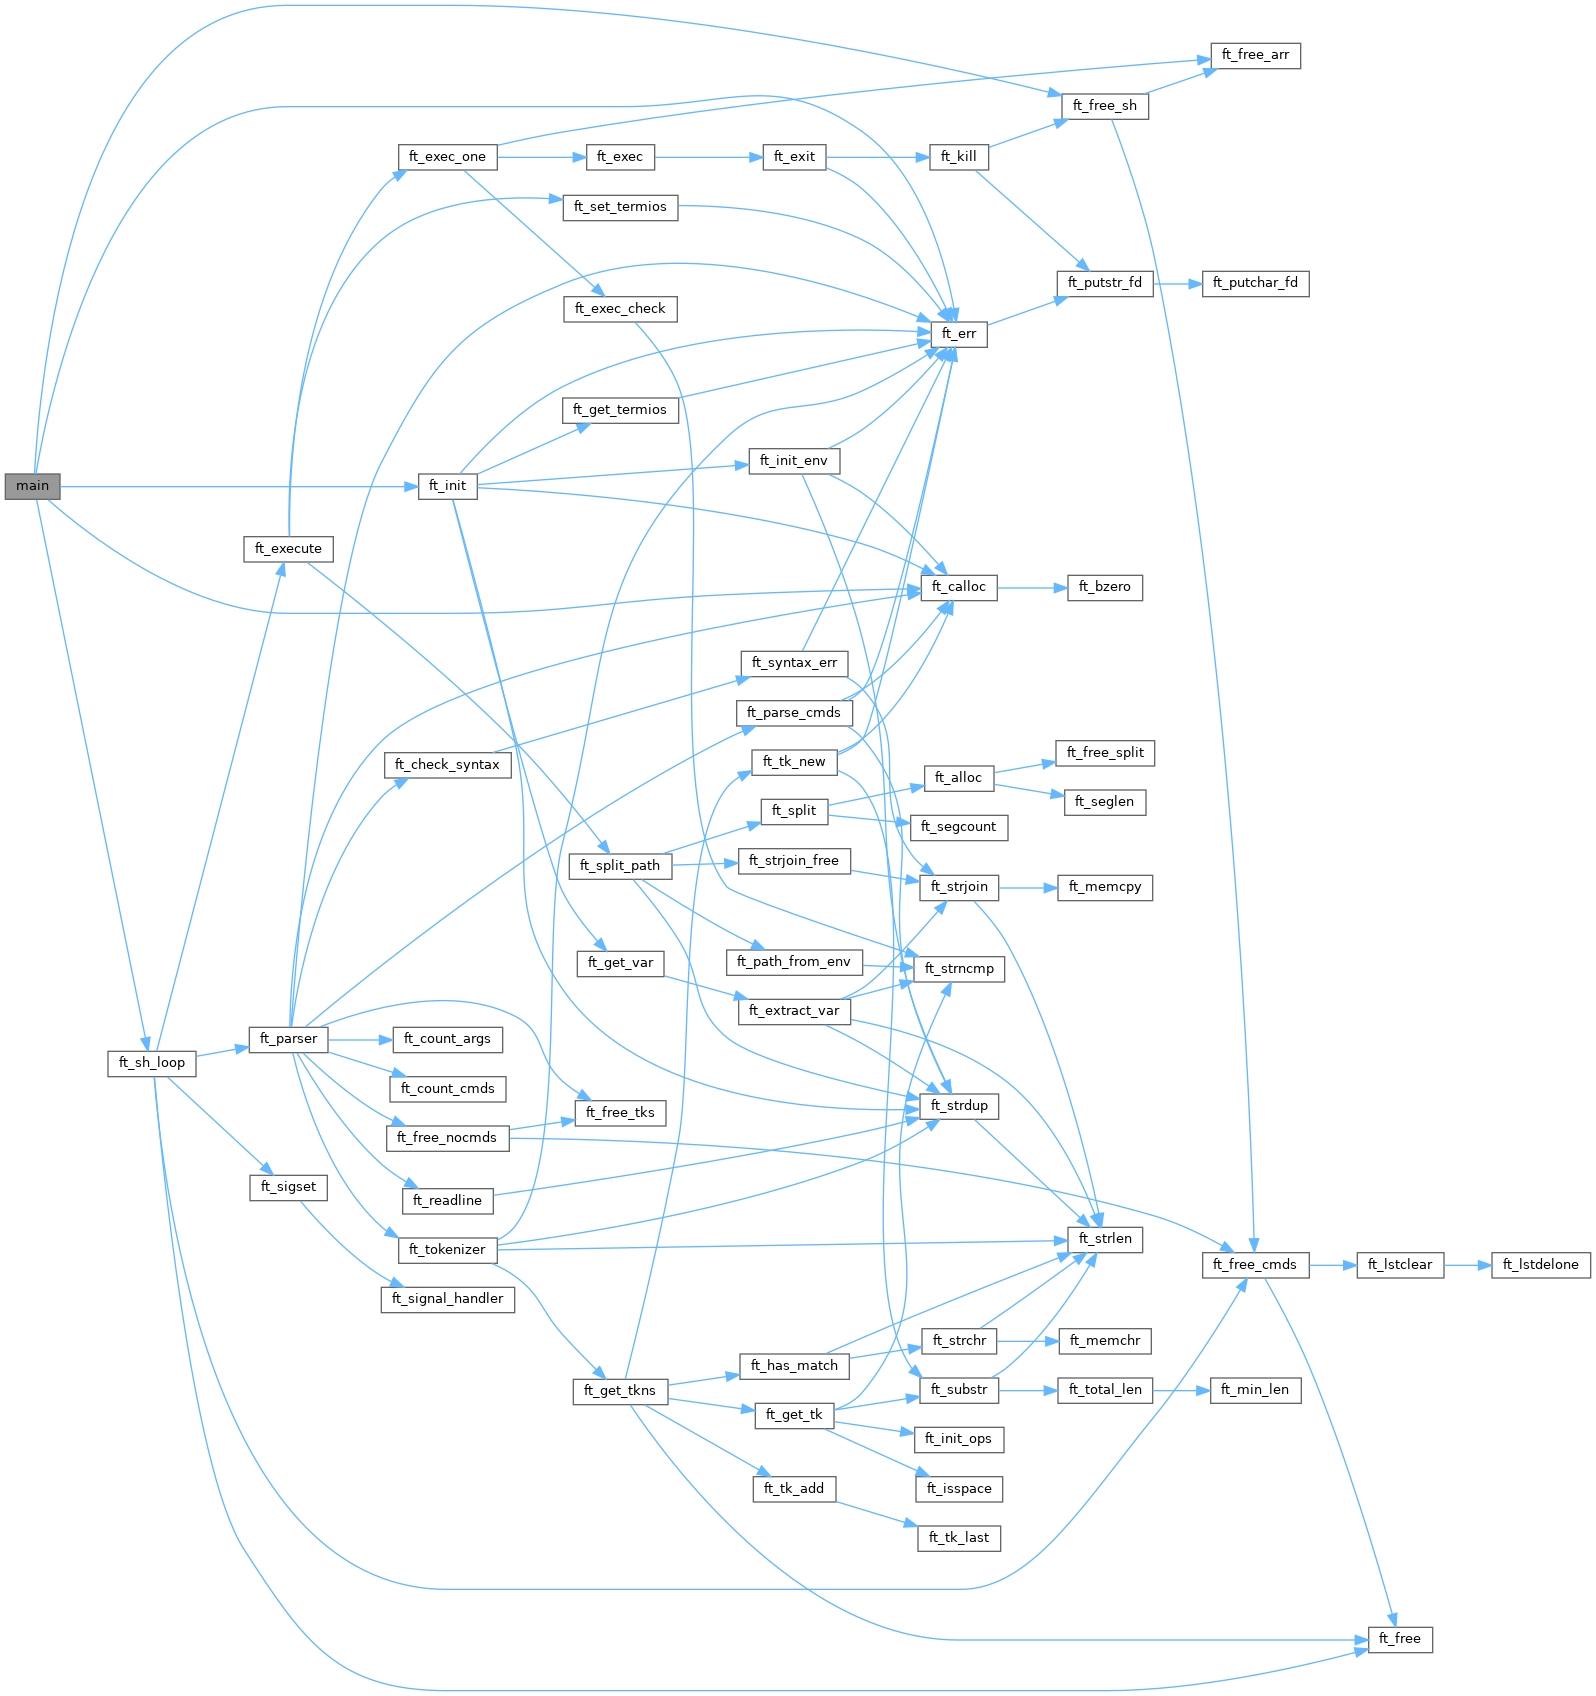 ft_free_arr
ft_free_sh
ft_exec_one
ft_exec
ft_exit
ft_kill
ft_set_termios
ft_putstr_fd
ft_putchar_fd
ft_exec_check
ft_err
ft_get_termios
ft_init_env
main
ft_init
ft_execute
ft_calloc
ft_bzero
ft_syntax_err
ft_parse_cmds
ft_free_split
ft_check_syntax
ft_tk_new
ft_alloc
ft_seglen
ft_split
ft_segcount
ft_split_path
ft_strjoin_free
ft_strjoin
ft_memcpy
ft_get_var
ft_path_from_env
ft_strncmp
ft_extract_var
ft_parser
ft_count_args
ft_sh_loop
ft_count_cmds
ft_free_tks
ft_strdup
ft_free_nocmds
ft_sigset
ft_readline
ft_tokenizer
ft_strlen
ft_free_cmds
ft_lstclear
ft_lstdelone
ft_signal_handler
ft_has_match
ft_strchr
ft_memchr
ft_get_tkns
ft_substr
ft_total_len
ft_min_len
ft_get_tk
ft_init_ops
ft_tk_add
ft_isspace
ft_tk_last
ft_free